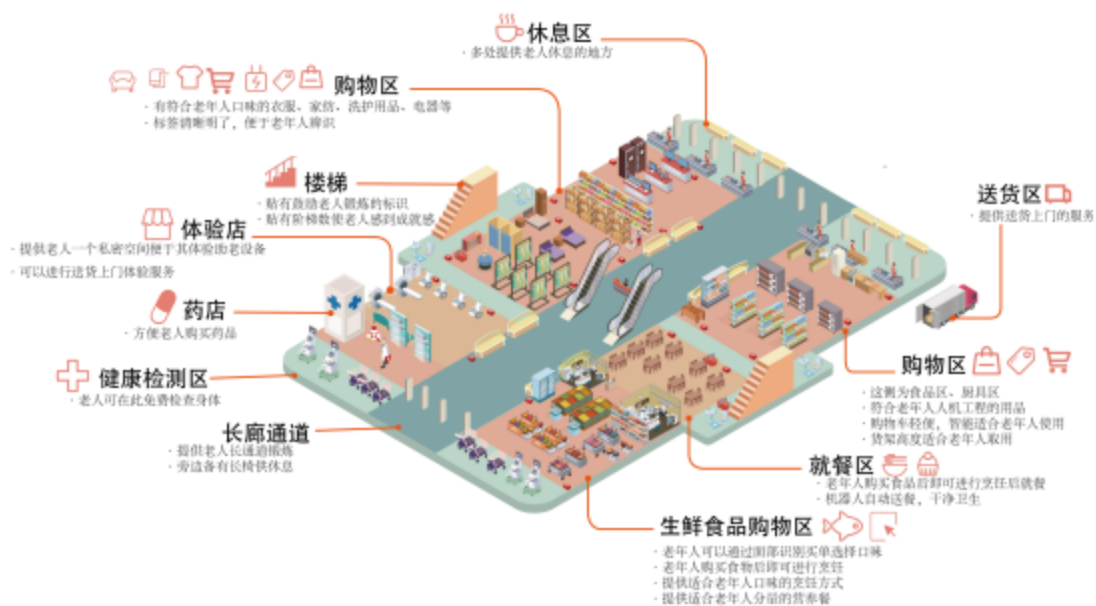 休息区
· 多处提供老人休息的地方
购物区
· 有符合老年人口味的衣服、家纺、洗护用品、电器等
· 标签清晰明了，便于老年人辨识
楼梯
· 贴有鼓励老人锻炼的标识
· 贴有阶梯数使老人感到成就感
体验店
· 提供老人一个私密空间便于其体验助老设备
· 可以进行送货上门体验服务
药店
· 方便老人购买药品
健康检测区
· 老人可在此免费检查身体
长廊通道
· 提供老人长通道锻炼
· 旁边备有长椅供休息
送货区
· 提供送货上门的服务
购物区
· 这侧为食品区、厨具区
· 符合老年人人机工程的用品
· 购物车轻便，智能适合老年人使用
· 货架高度适合老年人取用
就餐区
· 老年人购买食品后即可进行烹饪后就餐
· 机器人自动送餐，干净卫生
生鲜食品购物区
· 老年人可以通过面部识别买单选择口味
· 老年人购买食物后即可进行烹饪
· 提供适合老年人口味的烹饪方式
· 提供适合老年人分量的营养餐